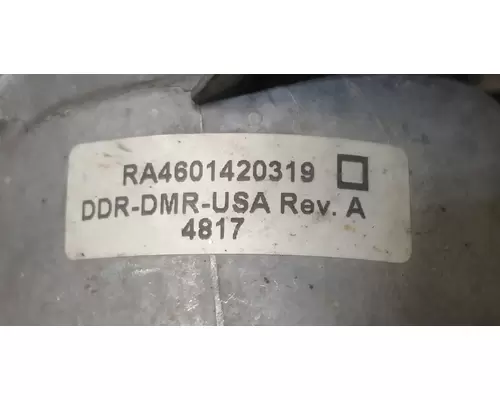 RA4601420319
DDR-DMR-USA Rev. A
4817